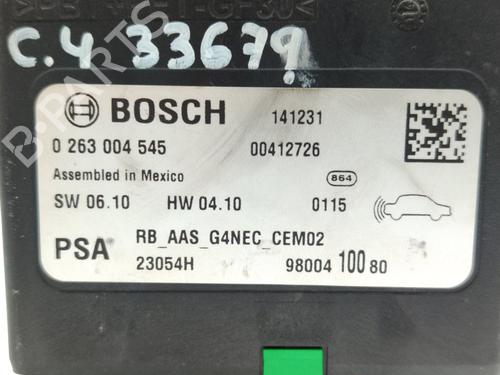 C.4 33679
BOSCH 141231
0 263 004 545 00412726
Assembled in Mexico 864
SW 06.10 HW 04.10 0115
PSA RB_AAS_G4NEC_CEM02
23054H 98004 100 80
B-PARTS